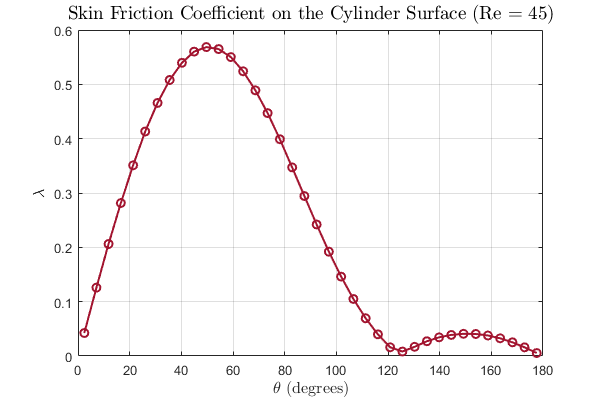 Skin Friction Coefficient on the Cylinder Surface (Re = 45)
0.6
0.5
0.4
0.3
0.2
0.1
0
λ
0 20 40 60 80 100 120 140 160 180
θ (degrees)